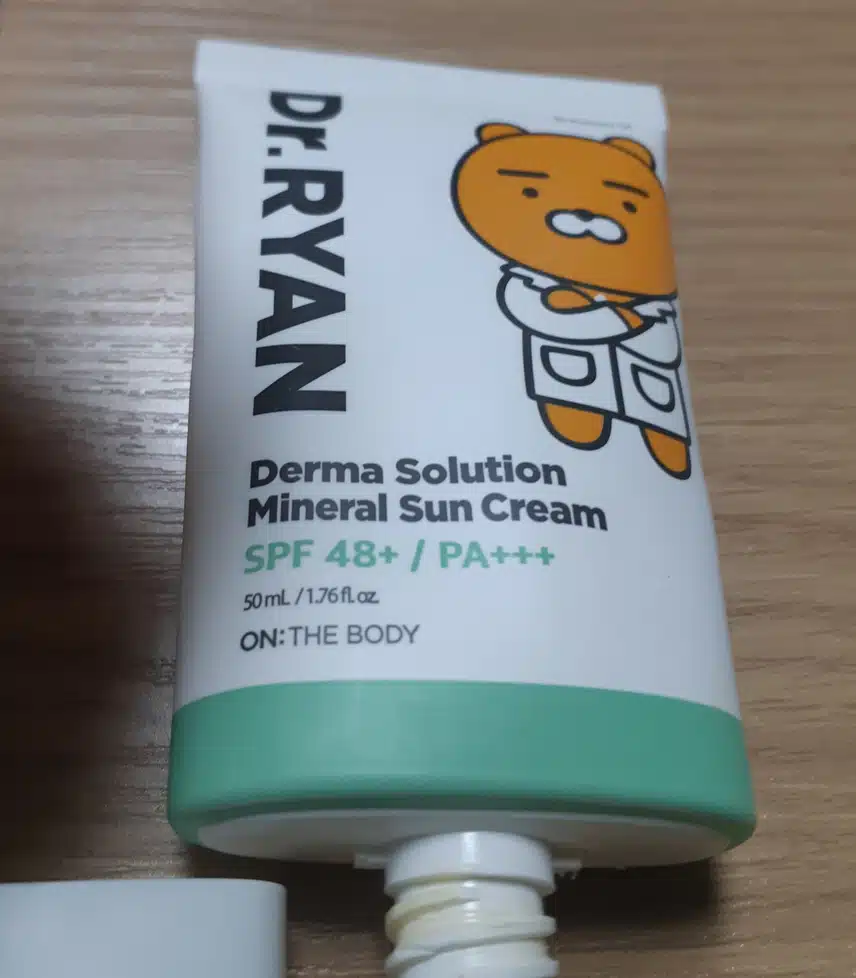 Dr.RYAN
Derma Solution
Mineral Sun Cream
SPF 48+ / PA+++
50 mL / 1.76 fl. oz.
ON:THE BODY